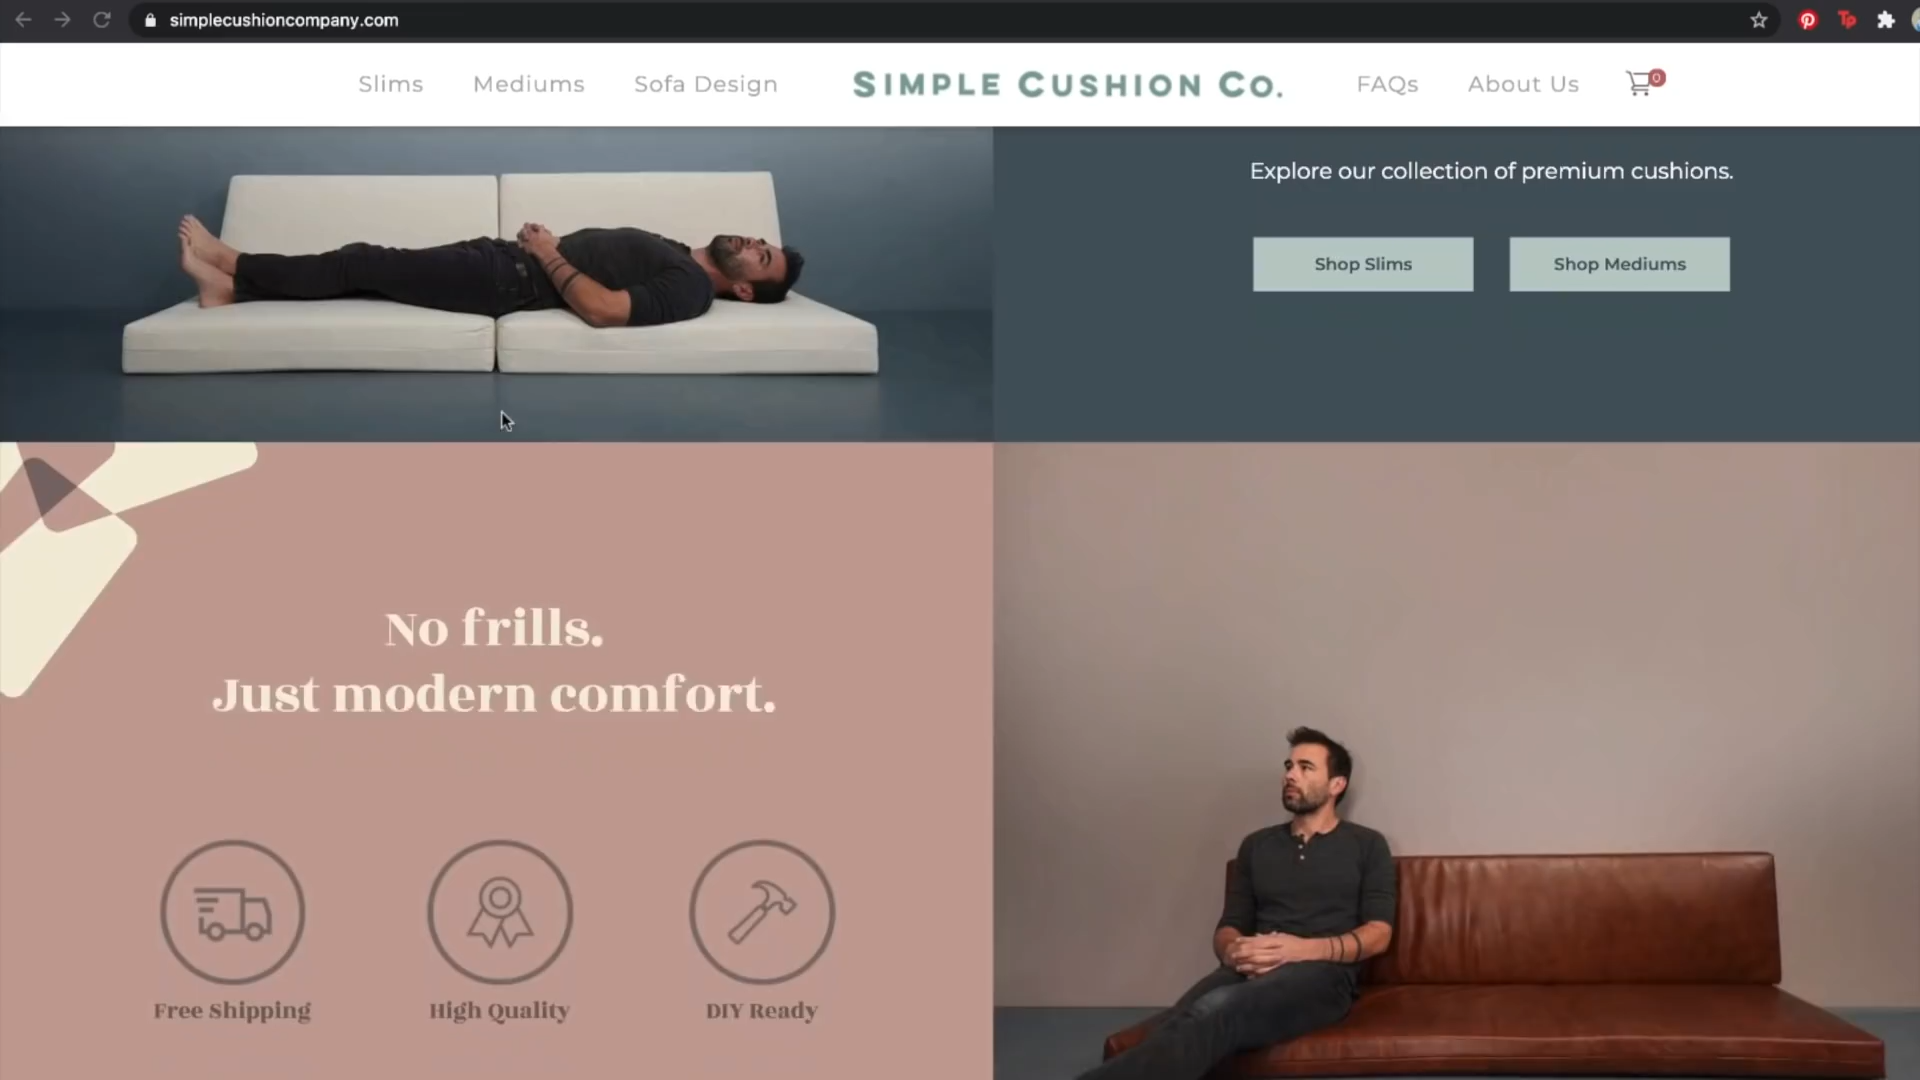 simplecushioncompany.com
Slims
Mediums
Sofa Design
SIMPLE CUSHION CO.
FAQs
About Us
0
Explore our collection of premium cushions.
Shop Slims
Shop Mediums
No frills.
Just modern comfort.
Free Shipping
High Quality
DIY Ready